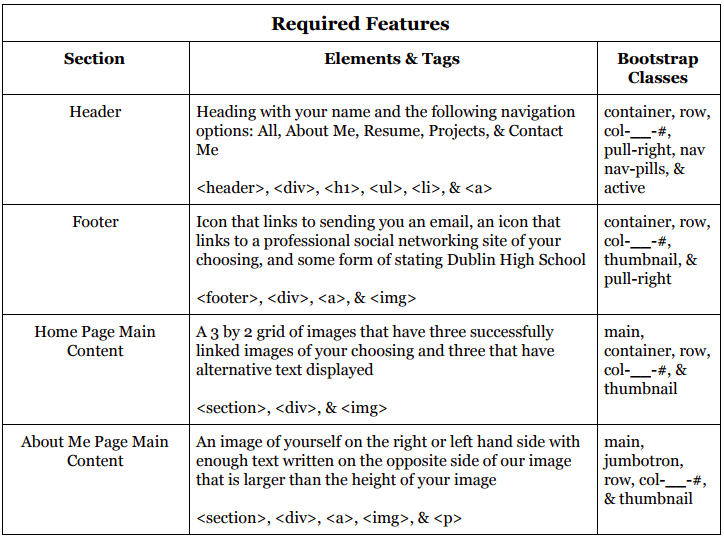 Required Features
Section
Elements & Tags
Bootstrap
Classes
Header
Heading with your name and the following navigation
options: All, About Me, Resume, Projects, & Contact
Me
<header>, <div>, <h1>, <ul>, <li>, & <a>
container, row,
col-__-#,
pull-right, nav
nav-pills, &
active
Footer
Icon that links to sending you an email, an icon that
links to a professional social networking site of your
choosing, and some form of stating Dublin High School
<footer>, <div>, <a>, & <img>
container, row,
col-__-#,
thumbnail, &
pull-right
Home Page Main
Content
A 3 by 2 grid of images that have three successfully
linked images of your choosing and three that have
alternative text displayed
<section>, <div>, & <img>
main,
container, row,
col-__-#, &
thumbnail
About Me Page Main
Content
An image of yourself on the right or left hand side with
enough text written on the opposite side of our image
that is larger than the height of your image
<section>, <div>, <a>, <img>, & <p>
main,
jumbotron,
row, col-__-#,
& thumbnail